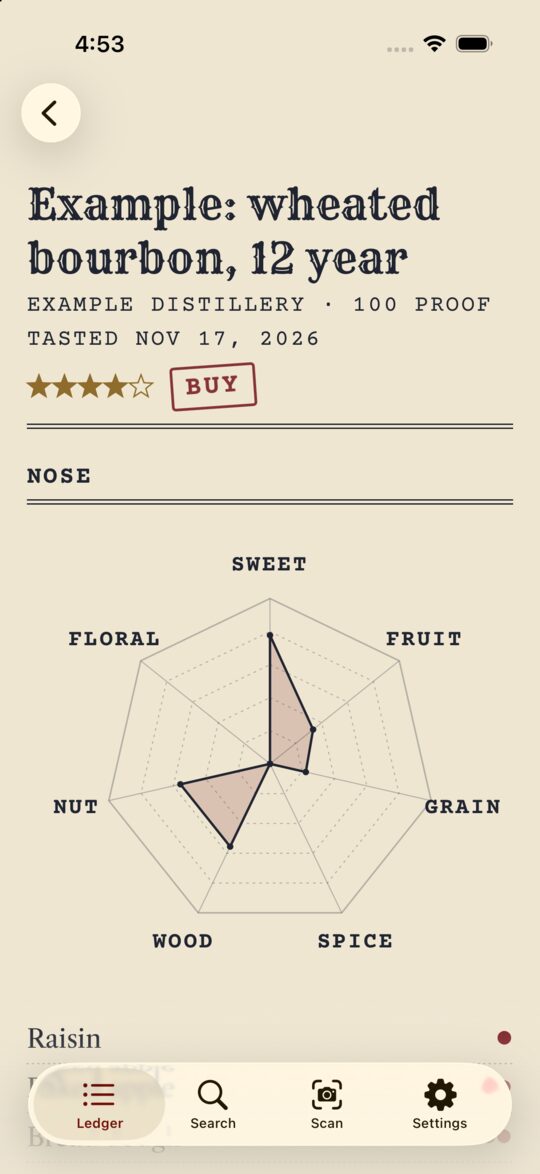 4:53
Example: wheated
bourbon, 12 year
EXAMPLE DISTILLERY · 100 PROOF
TASTED NOV 17, 2026
BUY
NOSE
SWEET
FLORAL
FRUIT
NUT
GRAIN
WOOD
SPICE
Raisin
Ledger
Search
Scan
Settings